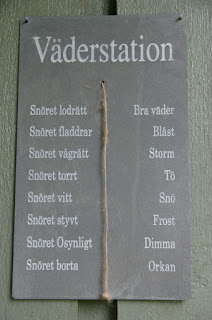 Väderstation
Snöret lodrätt Bra väder
Snöret fladdrar Blåst
Snöret vågrätt Storm
Snöret torrt Tö
Snöret vitt Snö
Snöret styvt Frost
Snöret Osynligt Dimma
Snöret borta Orkan